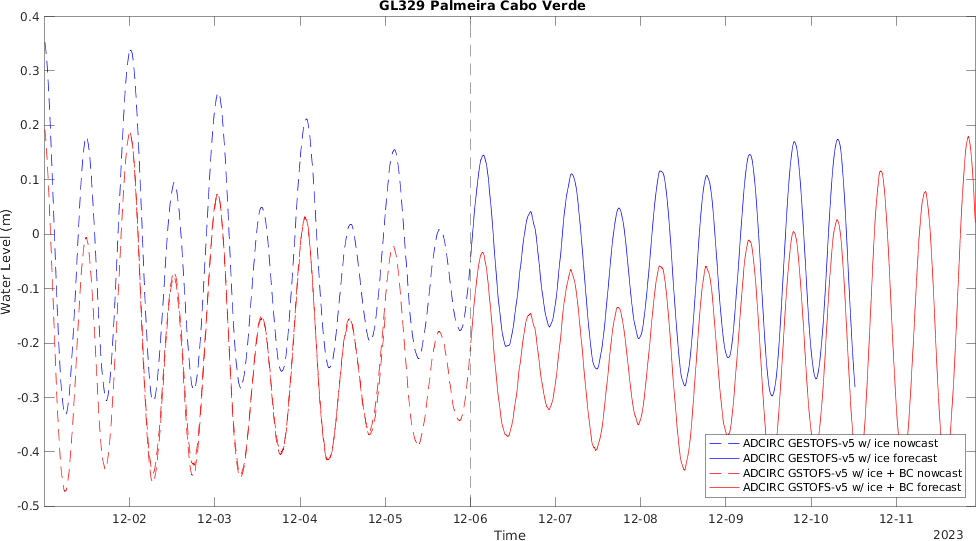 GL329 Palmeira Cabo Verde
0.4
0.3
0.2
0.1
0
-0.1
-0.2
-0.3
-0.4
-0.5
Water Level (m)
ADCIRC GESTOFS-v5 w/ ice nowcast
ADCIRC GESTOFS-v5 w/ ice forecast
ADCIRC GSTOFS-v5 w/ ice + BC nowcast
ADCIRC GSTOFS-v5 w/ ice + BC forecast
12-02 12-03 12-04 12-05 12-06 12-07 12-08 12-09 12-10 12-11
Time
2023